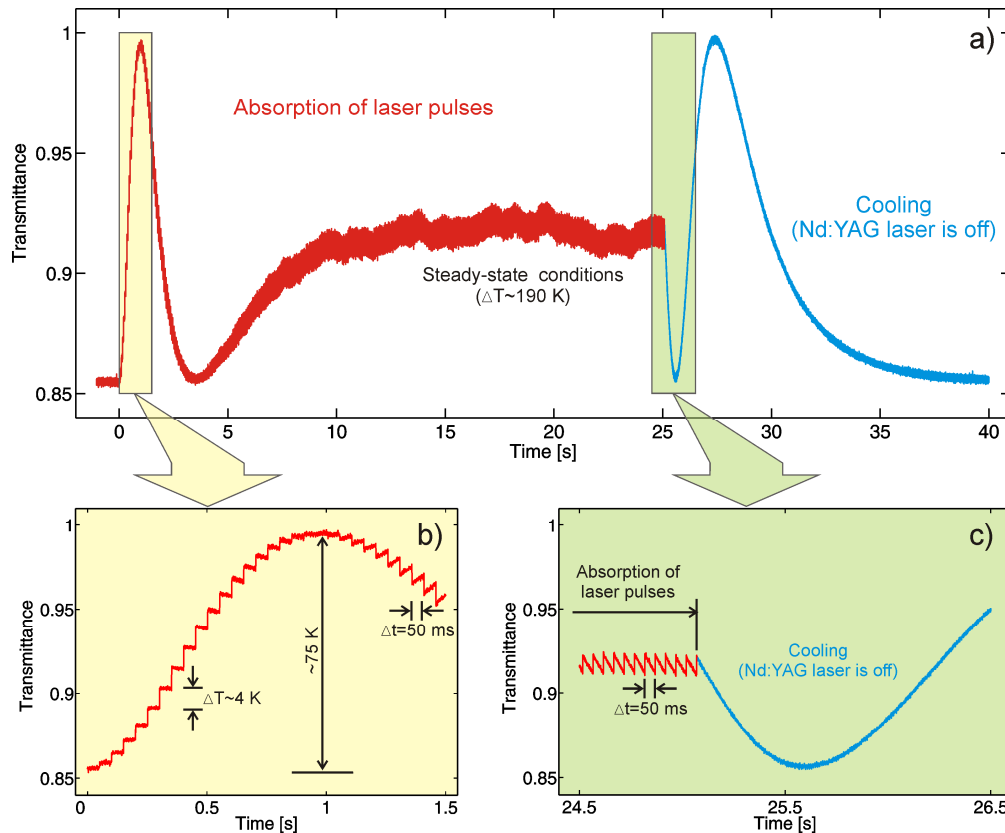 a)
1
0.95
0.9
0.85
Transmittance
Absorption of laser pulses
Cooling
(Nd:YAG laser is off)
Steady-state conditions
(△T~190 K)
0 5 10 15 20 25 30 35 40
Time [s]
b)
1
0.95
0.9
0.85
Transmittance
△t=50 ms
~75 K
△T~4 K
0 0.5 1 1.5
Time [s]
c)
1
0.95
0.9
0.85
Transmittance
Absorption of
laser pulses
Cooling
(Nd:YAG laser is off)
△t=50 ms
24.5 25.5 26.5
Time [s]